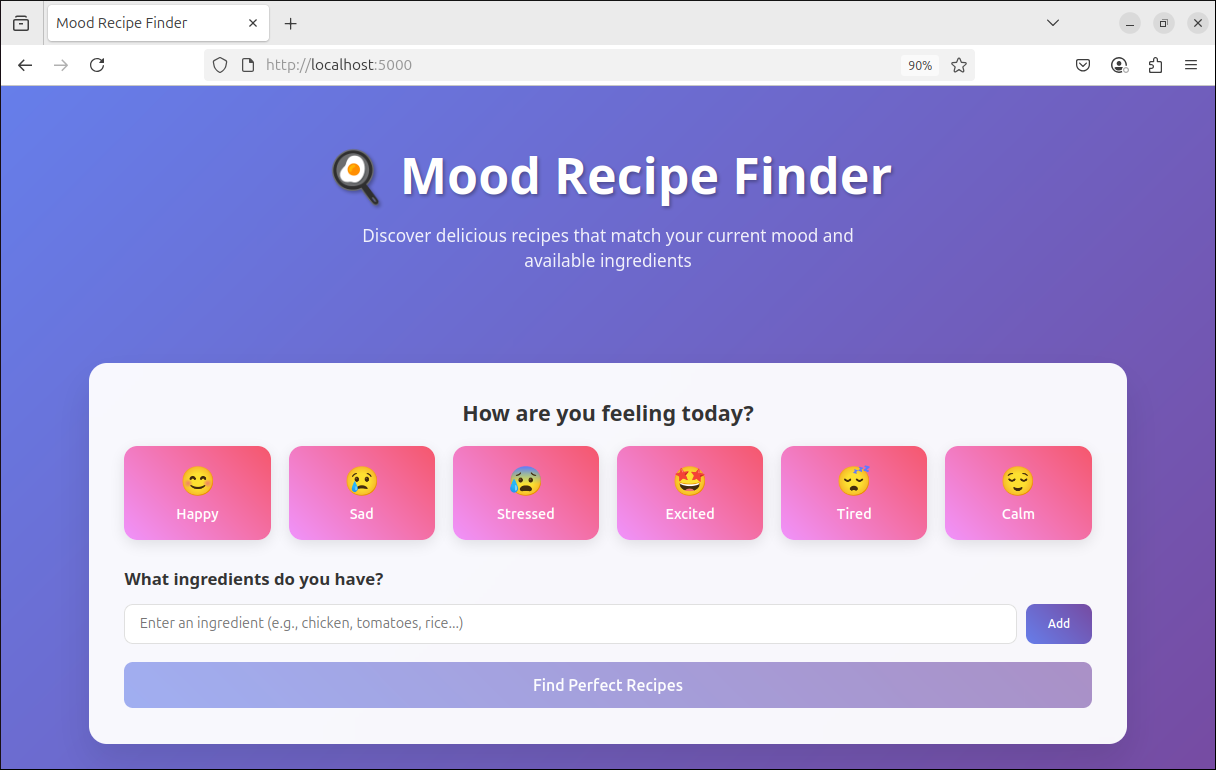 Mood Recipe Finder
http://localhost:5000
90%
Mood Recipe Finder
Discover delicious recipes that match your current mood and
available ingredients
How are you feeling today?
Happy
Sad
Stressed
Excited
Tired
Calm
What ingredients do you have?
Enter an ingredient (e.g., chicken, tomatoes, rice...)
Add
Find Perfect Recipes